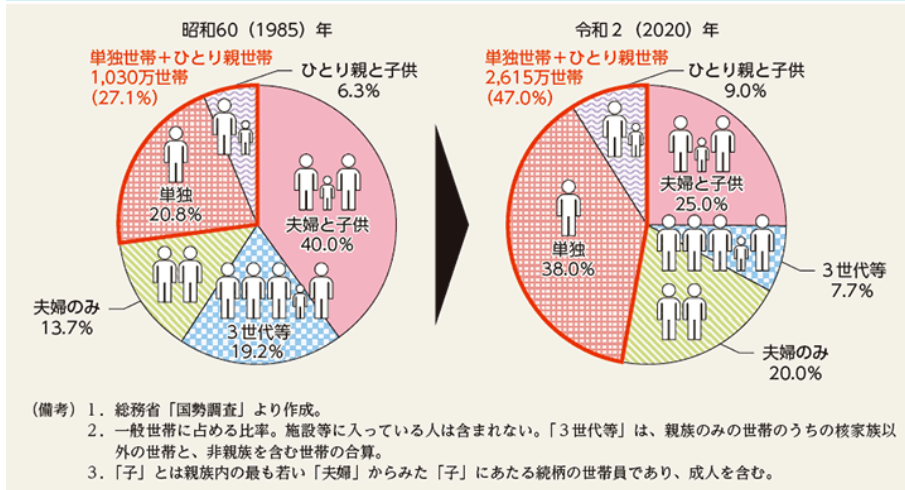 昭和60（1985）年
単独世帯＋ひとり親世帯
1,030万世帯
(27.1%)
ひとり親と子供
6.3%
夫婦と子供
40.0%
３世代等
19.2%
夫婦のみ
13.7%
単独
20.8%
令和２（2020）年
単独世帯＋ひとり親世帯
2,615万世帯
(47.0%)
ひとり親と子供
9.0%
夫婦と子供
25.0%
３世代等
7.7%
夫婦のみ
20.0%
単独
38.0%
（備考）１．総務省「国勢調査」より作成。
２．一般世帯に占める比率。施設等に入っている人は含まれない。「３世代等」は、親族のみの世帯のうちの核家族以
外の世帯と、非親族を含む世帯の合算。
３．「子」とは親族内の最も若い「夫婦」からみた「子」にあたる続柄の世帯員であり、成人を含む。